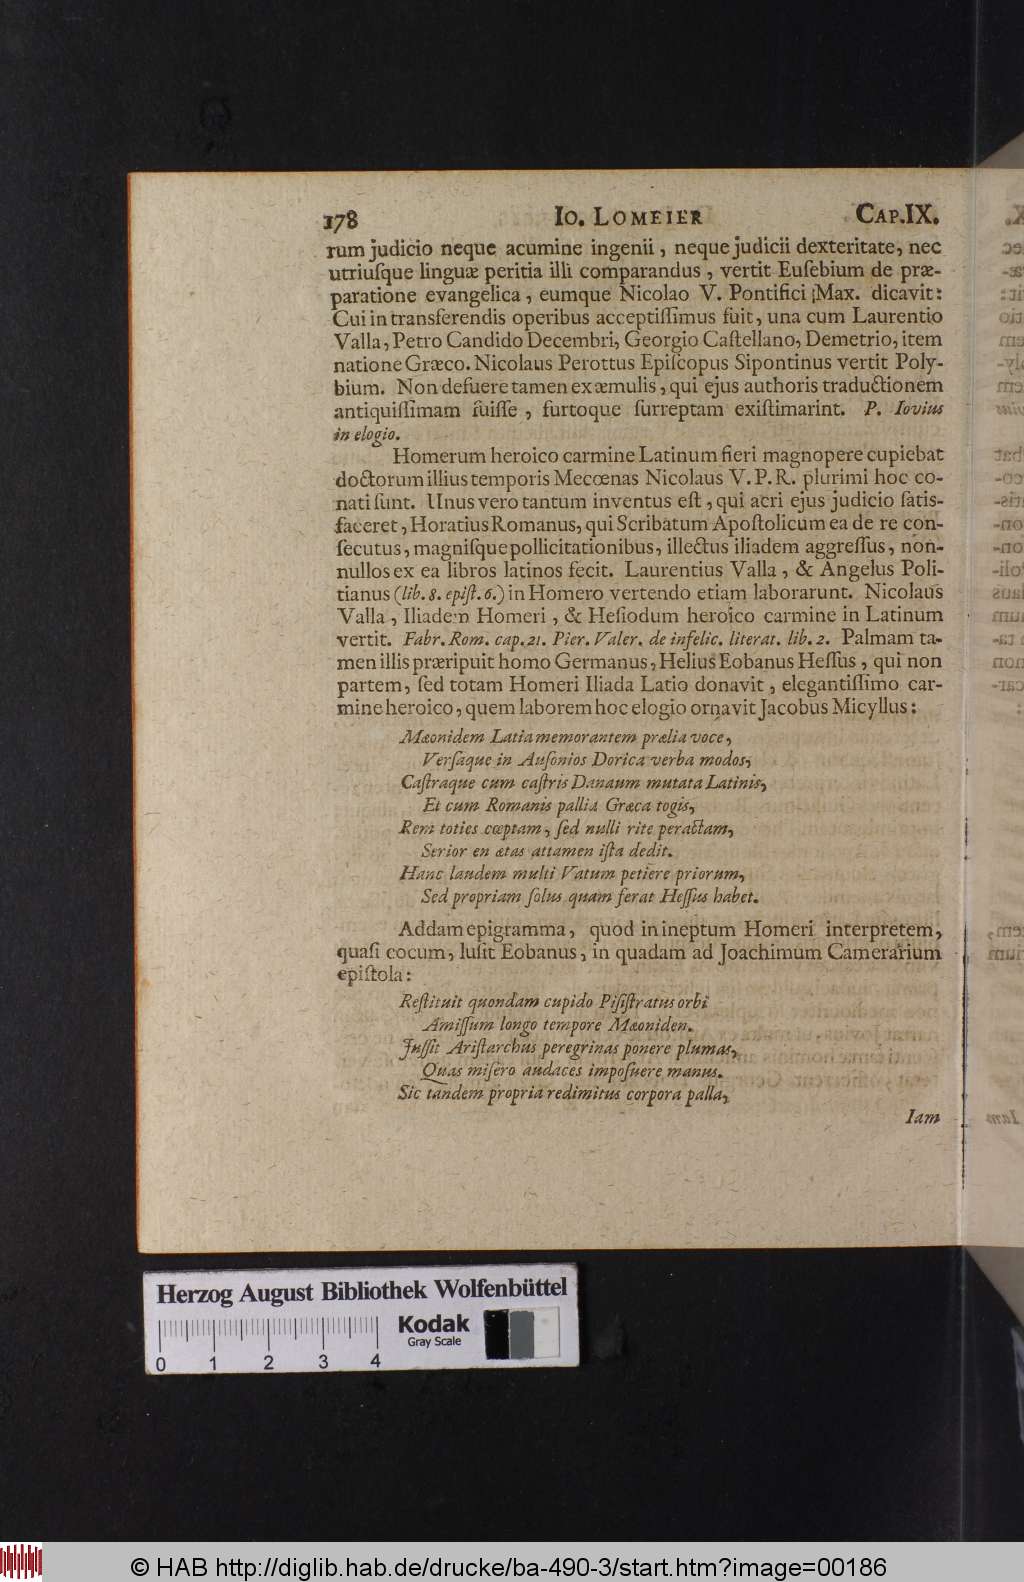 178 IO. LOMEIER CAP.IX.
rum judicio neque acumine ingenii, neque judicii dexteritate, nec
utriuſque linguæ peritia illi comparandus, vertit Euſebium de præ-
paratione evangelica, eumque Nicolao V. Pontifici Max. dicavit:
Cui in transferendis operibus acceptiſſimus fuit, una cum Laurentio
Valla, Petro Candido Decembri, Georgio Caſtellano, Demetrio, item
natione Græco. Nicolaus Perottus Epiſcopus Sipontinus vertit Poly-
bium. Non defuere tamen ex æmulis, qui ejus authoris traductionem
antiquiſſimam fuiſſe, furtoque ſurreptam exiſtimarint. P. Iovius
in elogio.
Homerum heroico carmine Latinum fieri magnopere cupiebat
doctorum illius temporis Mecœnas Nicolaus V. P. R. plurimi hoc co-
nati ſunt. Unus vero tantum inventus eſt, qui acri ejus judicio ſatis-
faceret, Horatius Romanus, qui Scribatum Apoſtolicum ea de re con-
ſecutus, magniſque pollicitationibus, illectus iliadem aggreſſus, non-
nullos ex ea libros latinos fecit. Laurentius Valla, & Angelus Poli-
tianus (lib. 8. epiſt. 6.) in Homero vertendo etiam laborarunt. Nicolaus
Valla, Iliadem Homeri, & Heſiodum heroico carmine in Latinum
vertit. Fabr. Rom. cap. 21. Pier. Valer. de infelic. literat. lib. 2. Palmam ta-
men illis præripuit homo Germanus, Helius Eobanus Heſſus, qui non
partem, ſed totam Homeri Iliada Latio donavit, elegantiſſimo car-
mine heroico, quem laborem hoc elogio ornavit Jacobus Micyllus:
Mæonidem Latia memorantem prælia voce,
Verſaque in Auſonios Dorica verba modos,
Caſtraque cum caſtris Danaum mutata Latinis,
Et cum Romanis pallia Græca togis,
Rem toties cœptam, ſed nulli rite peractam,
Serior en ætas attamen iſta dedit.
Hanc laudem multi Vatum petiere priorum,
Sed propriam ſolus quam ferat Heſſus habet.
Addam epigramma, quod in ineptum Homeri interpretem,
quaſi cocum, luſit Eobanus, in quadam ad Joachimum Camerarium
epiſtola:
Reſtituit quondam cupido Piſiſtratus orbi
Amiſſum longo tempore Mæoniden.
Juſſit Ariſtarchus peregrinas ponere plumas,
Quas miſero audaces impoſuere manus.
Sic tandem propria redimitus corpora palla,
Iam
Herzog August Bibliothek Wolfenbüttel
Kodak
Gray Scale
0 1 2 3 4
© HAB http://diglib.hab.de/drucke/ba-490-3/start.htm?image=00186